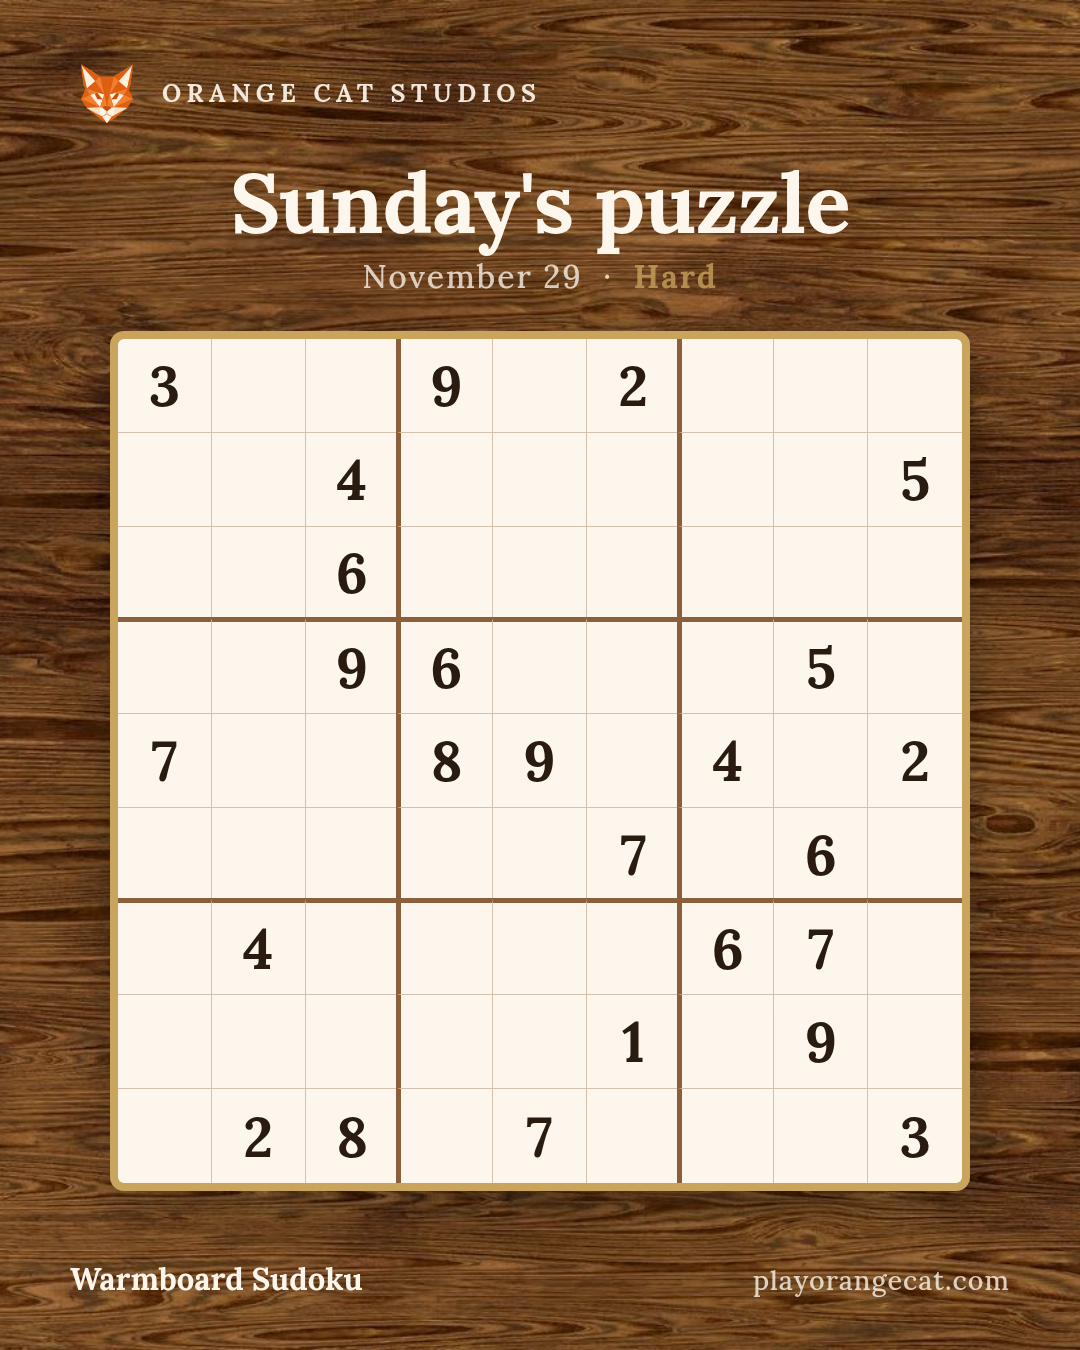 ORANGE CAT STUDIOS
Sunday's puzzle
November 29 · Hard
3 9 2
4 5
6
9 6 5
7 8 9 4 2
7 6
4 6 7
1 9
2 8 7 3
Warmboard Sudoku
playorangecat.com